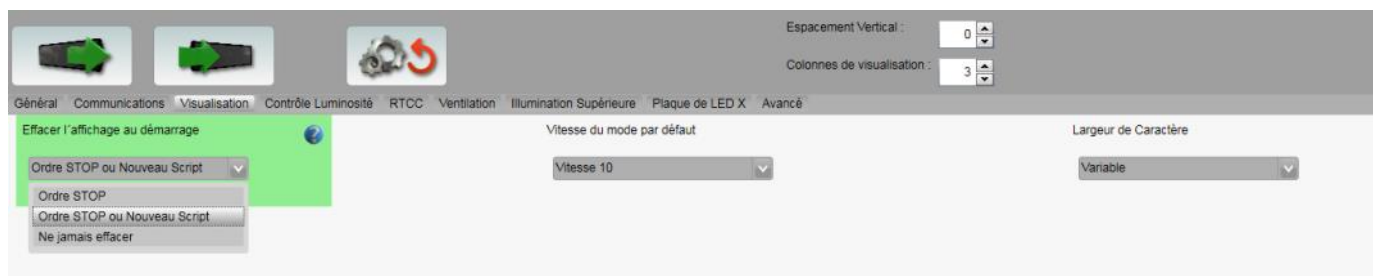 Espacement Vertical :
0
Colonnes de visualisation :
3
Général Communications Visualisation Contrôle Luminosité RTCC Ventilation Illumination Supérieure Plaque de LED X Avancé
Effacer l´affichage au démarrage ?
Vitesse du mode par défaut
Largeur de Caractère
Ordre STOP ou Nouveau Script
Vitesse 10
Variable
Ordre STOP
Ordre STOP ou Nouveau Script
Ne jamais effacer